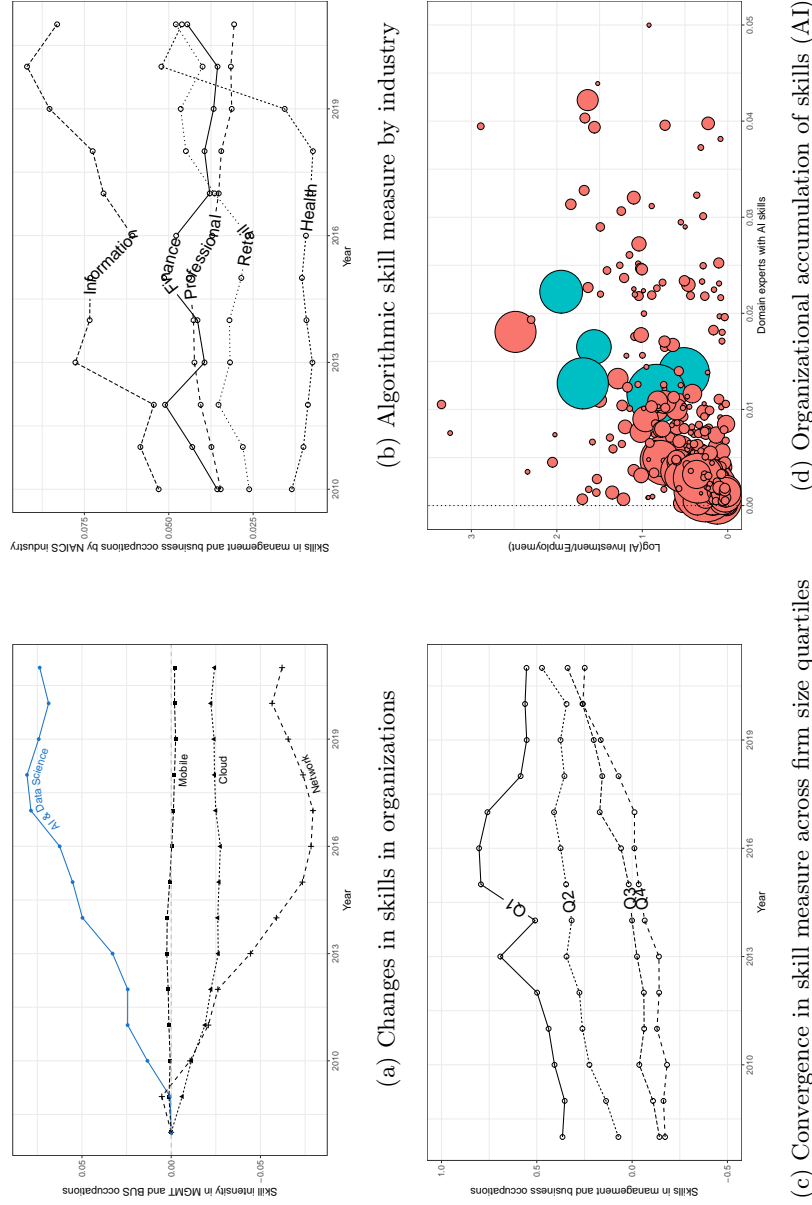 Skill intensity in MGMT and BUS occupations
0.05
0.00
−0.05
AI & Data Science
Mobile
Cloud
Network
2010
2013
2016
2019
Year
(a) Changes in skills in organizations
Skills in management and business occupations by NAICS industry
0.075
0.050
0.025
Information
Finance
Professional
Retail
Health
2010
2013
2016
2019
Year
(b) Algorithmic skill measure by industry
Skills in management and business occupations
1.0
0.5
0.0
−0.5
Q1
Q2
Q3
Q4
2010
2013
2016
2019
Year
(c) Convergence in skill measure across firm size quartiles
Log(AI Investment/Employment)
3
2
1
0
0.00
0.01
0.02
0.03
0.04
0.05
Domain experts with AI skills
(d) Organizational accumulation of skills (AI)